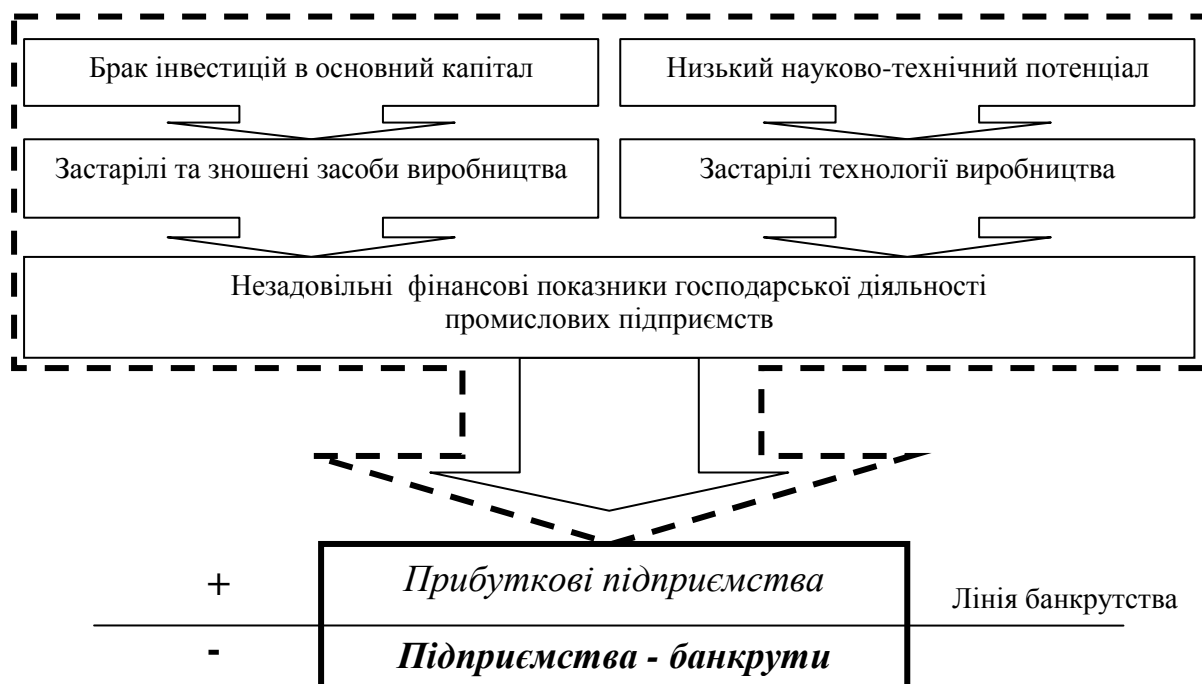 Брак інвестицій в основний капітал
Низький науково-технічний потенціал
Застарілі та зношені засоби виробництва
Застарілі технології виробництва
Незадовільні фінансові показники господарської діяльності
промислових підприємств
+
Прибуткові підприємства
Лінія банкрутства
-
Підприємства - банкрути